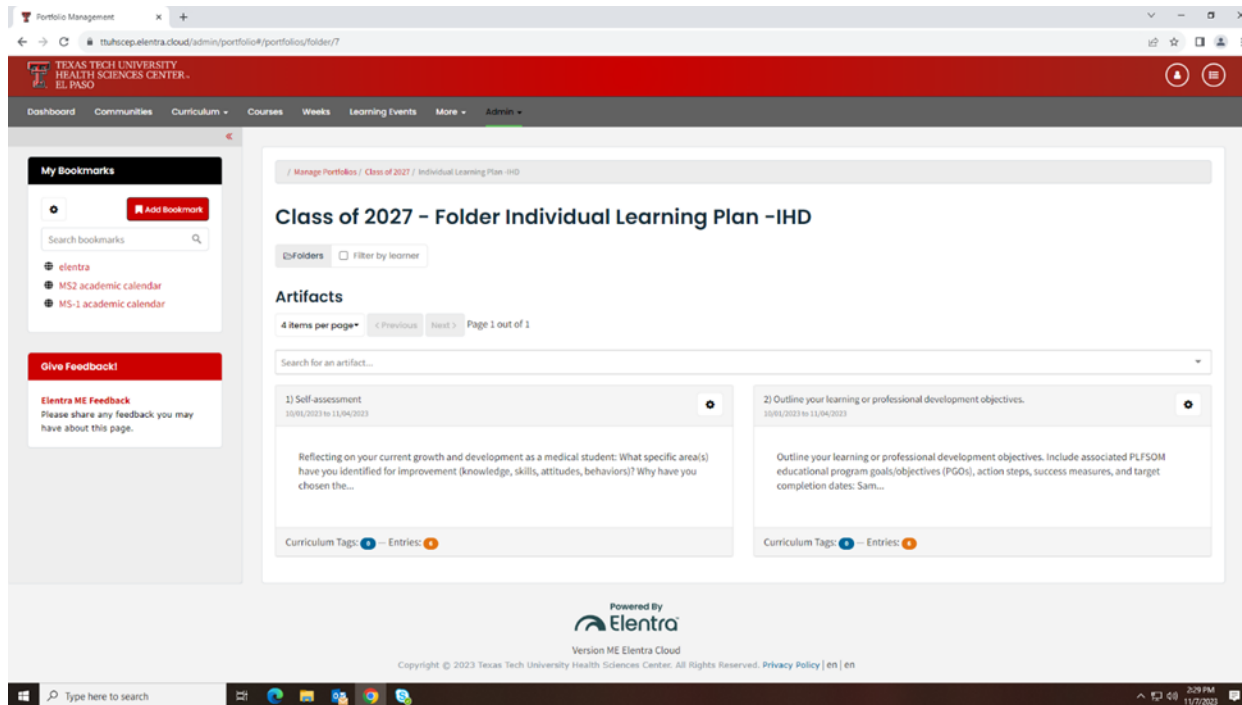 Portfolio Management
ttuhscep.elentra.cloud/admin/portfolio#/portfolios/folder/7
TEXAS TECH UNIVERSITY
HEALTH SCIENCES CENTER
EL PASO
Dashboard Communities Curriculum Courses Weeks Learning Events More Admin
My Bookmarks
Add Bookmark
Search bookmarks
elentra
MS2 academic calendar
MS-1 academic calendar
Give Feedback!
Elentra ME Feedback
Please share any feedback you may
have about this page.
/ Manage Portfolios / Class of 2027 / Individual Learning Plan -IHD
Class of 2027 - Folder Individual Learning Plan -IHD
Folders Filter by learner
Artifacts
4 items per page < Previous Next > Page 1 out of 1
Search for an artifact...
1) Self-assessment
10/01/2023 to 11/04/2023
Reflecting on your current growth and development as a medical student: What specific area(s)
have you identified for improvement (knowledge, skills, attitudes, behaviors)? Why have you
chosen the...
Curriculum Tags: 0 — Entries:
2) Outline your learning or professional development objectives.
10/01/2023 to 11/04/2023
Outline your learning or professional development objectives. Include associated PLFSOM
educational program goals/objectives (PGOs), action steps, success measures, and target
completion dates: Sam...
Curriculum Tags: 0 — Entries:
Powered By
Elentra
Version ME Elentra Cloud
Copyright © 2023 Texas Tech University Health Sciences Center. All Rights Reserved. Privacy Policy | en | en
Type here to search
2:29 PM
11/7/2023